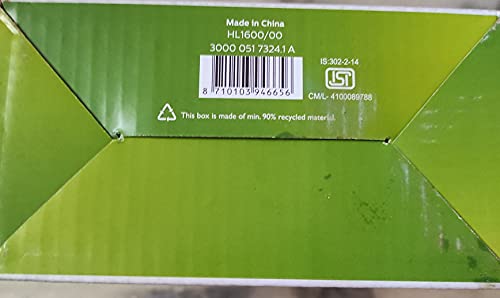 Made in China
HL1600/00
3000 051 7324.1 A
8 710103 946656
IS:302-2-14
CM/L- 4100089788
This box is made of min. 90% recycled material.